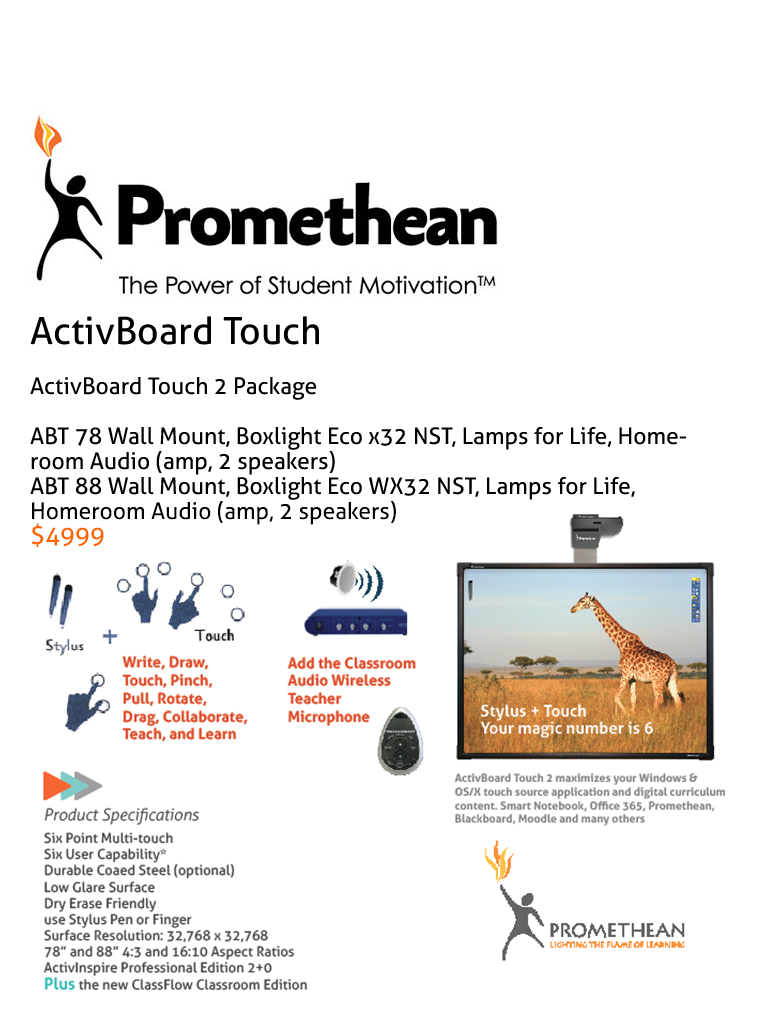 Promethean
The Power of Student Motivation™
ActivBoard Touch
ActivBoard Touch 2 Package
ABT 78 Wall Mount, Boxlight Eco x32 NST, Lamps for Life, Home-
room Audio (amp, 2 speakers)
ABT 88 Wall Mount, Boxlight Eco WX32 NST, Lamps for Life,
Homeroom Audio (amp, 2 speakers)
$4999
Stylus + Touch
Write, Draw,
Touch, Pinch,
Pull, Rotate,
Drag, Collaborate,
Teach, and Learn
Add the Classroom
Audio Wireless
Teacher
Microphone
Stylus + Touch
Your magic number is 6
ActivBoard Touch 2 maximizes your Windows &
OS/X touch source application and digital curriculum
content. Smart Notebook, Office 365, Promethean,
Blackboard, Moodle and many others
Product Specifications
Six Point Multi-touch
Six User Capability*
Durable Coaed Steel (optional)
Low Glare Surface
Dry Erase Friendly
use Stylus Pen or Finger
Surface Resolution: 32,768 x 32,768
78” and 88” 4:3 and 16:10 Aspect Ratios
ActivInspire Professional Edition 2+0
Plus the new ClassFlow Classroom Edition
PROMETHEAN
LIGHTING THE FLAME OF LEARNING